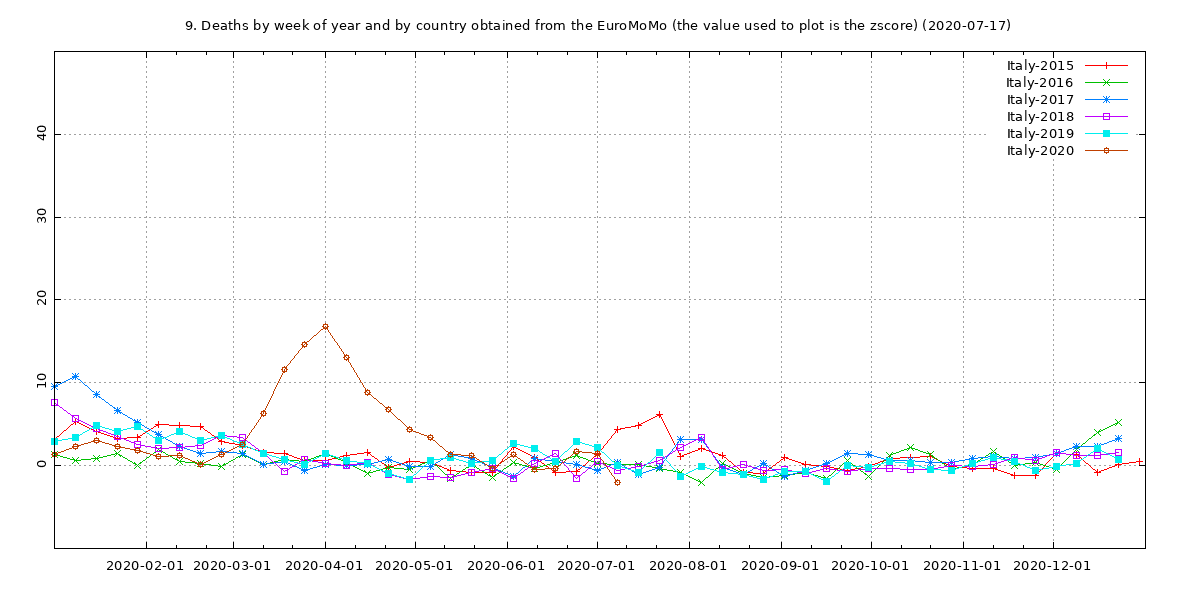 9. Deaths by week of year and by country obtained from the EuroMoMo (the value used to plot is the zscore) (2020-07-17)
Italy-2015
Italy-2016
Italy-2017
Italy-2018
Italy-2019
Italy-2020
40
30
20
10
0
2020-02-01 2020-03-01 2020-04-01 2020-05-01 2020-06-01 2020-07-01 2020-08-01 2020-09-01 2020-10-01 2020-11-01 2020-12-01